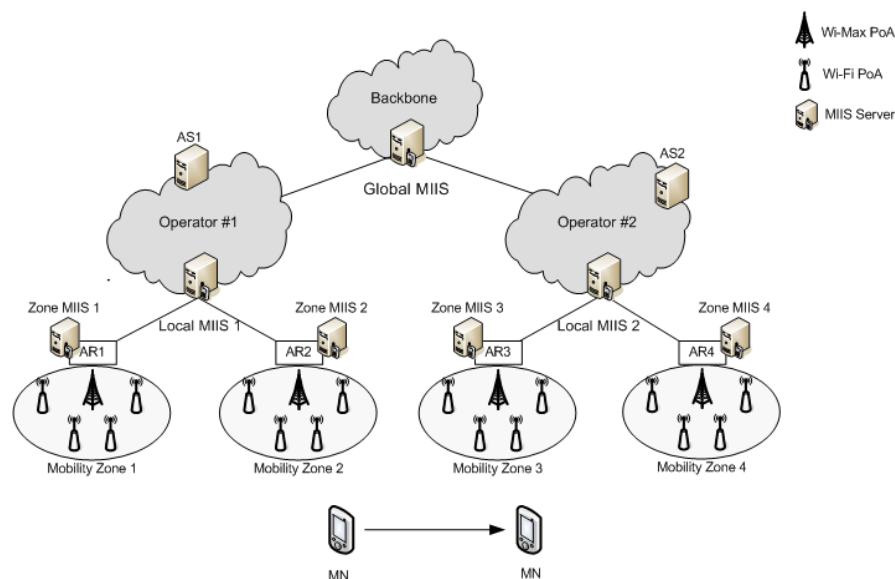 Wi-Max PoA
Wi-Fi PoA
MIIS Server
Backbone
Global MIIS
AS1
AS2
Operator #1
Operator #2
Zone MIIS 1
Local MIIS 1
Zone MIIS 2
Zone MIIS 3
Local MIIS 2
Zone MIIS 4
AR1
AR2
AR3
AR4
Mobility Zone 1
Mobility Zone 2
Mobility Zone 3
Mobility Zone 4
MN
MN